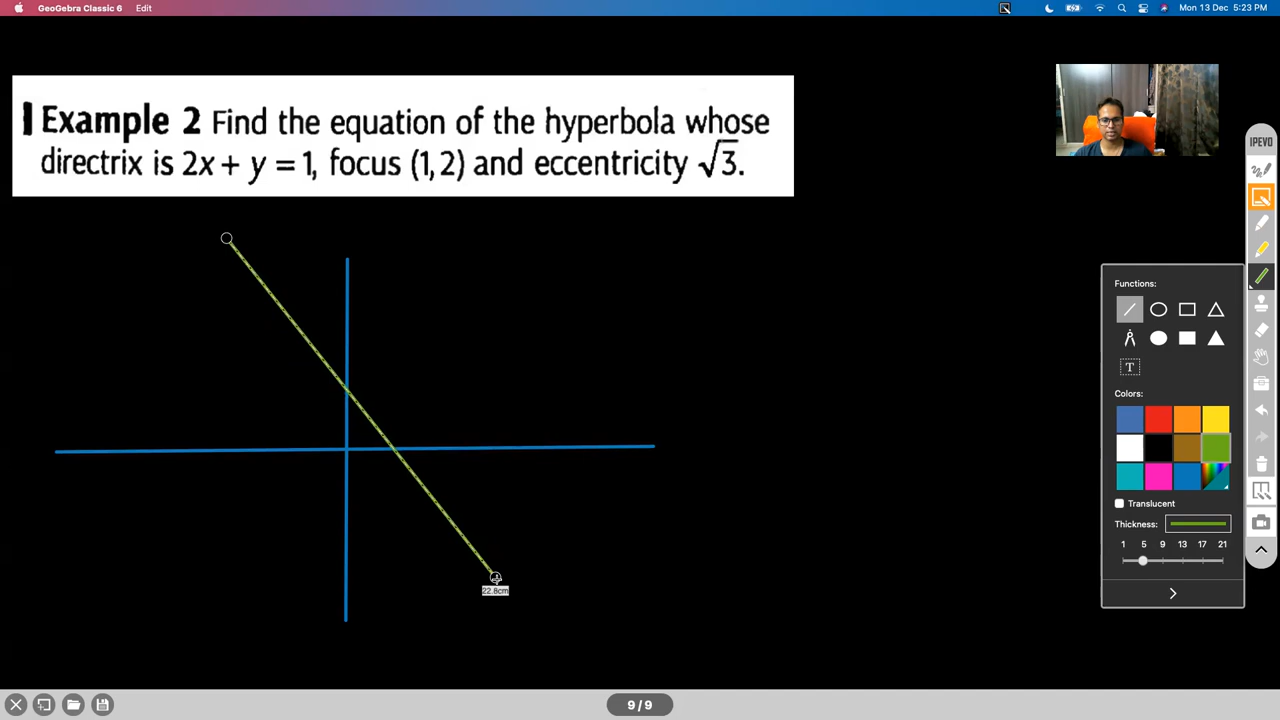 GeoGebra Classic 6 Edit
Mon 13 Dec 5:23 PM
Example 2 Find the equation of the hyperbola whose
directrix is 2x + y = 1, focus (1, 2) and eccentricity √3.
IPEVO
Functions:
T
Colors:
Translucent
Thickness:
1 5 9 13 17 21
22.8cm
9 / 9